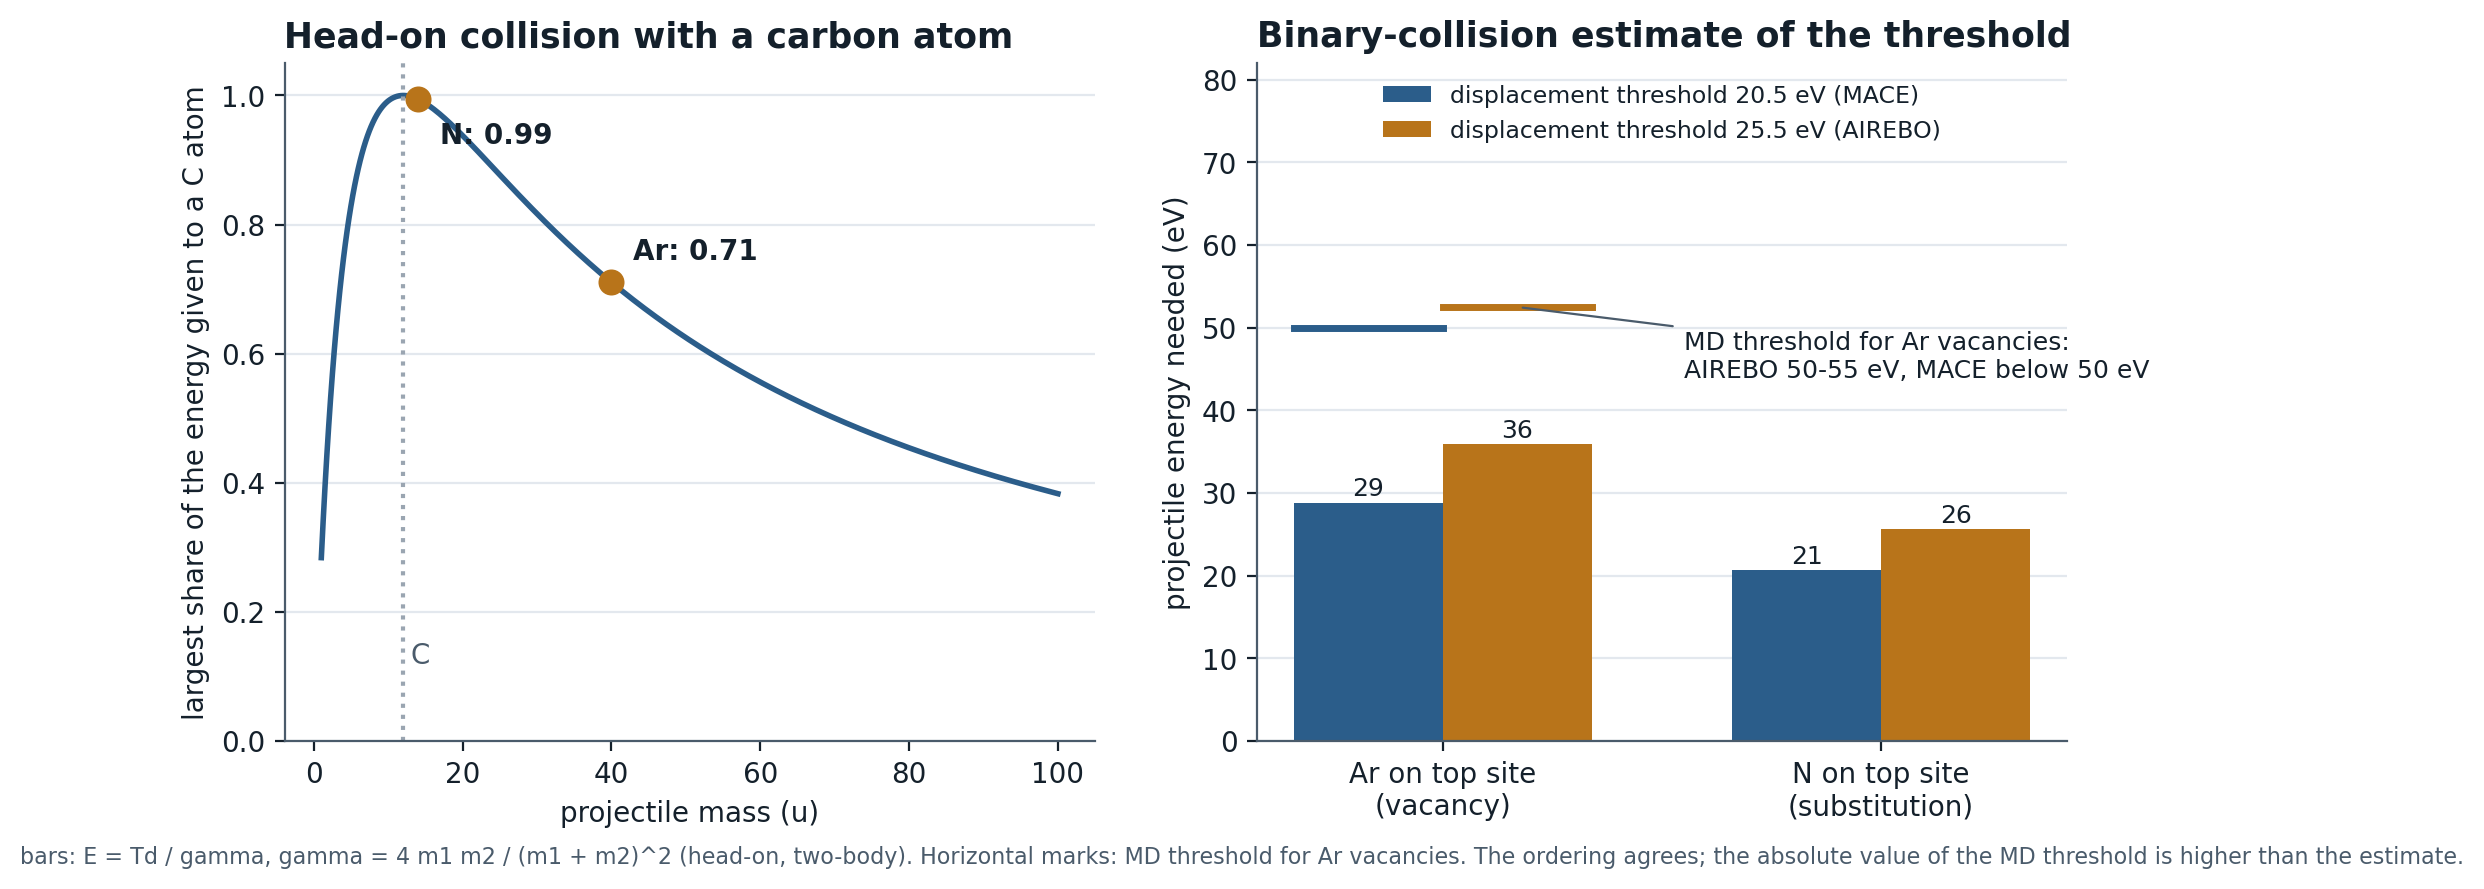 Head-on collision with a carbon atom
largest share of the energy given to a C atom
1.0
0.8
0.6
0.4
0.2
0.0
N: 0.99
Ar: 0.71
C
0 20 40 60 80 100
projectile mass (u)
Binary-collision estimate of the threshold
projectile energy needed (eV)
80
70
60
50
40
30
20
10
0
displacement threshold 20.5 eV (MACE)
displacement threshold 25.5 eV (AIREBO)
MD threshold for Ar vacancies:
AIREBO 50-55 eV, MACE below 50 eV
29
36
21
26
Ar on top site
(vacancy)
N on top site
(substitution)
bars: E = Td / gamma, gamma = 4 m1 m2 / (m1 + m2)^2 (head-on, two-body). Horizontal marks: MD threshold for Ar vacancies. The ordering agrees; the absolute value of the MD threshold is higher than the estimate.